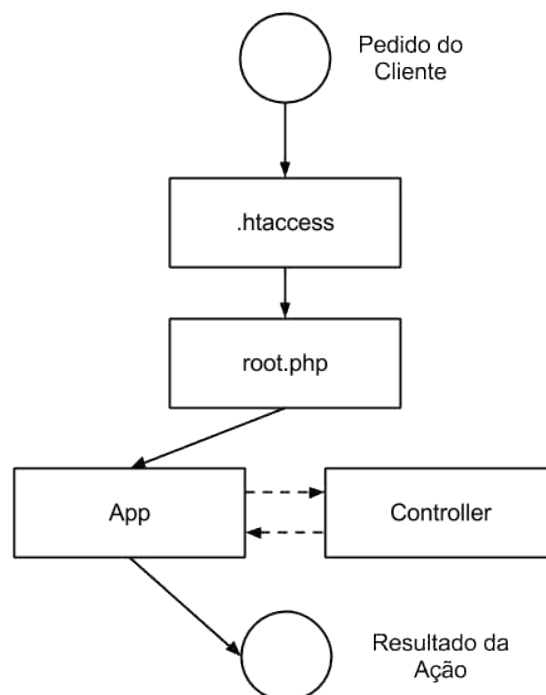 Pedido do
Cliente
.htaccess
root.php
App
Controller
Resultado da
Ação